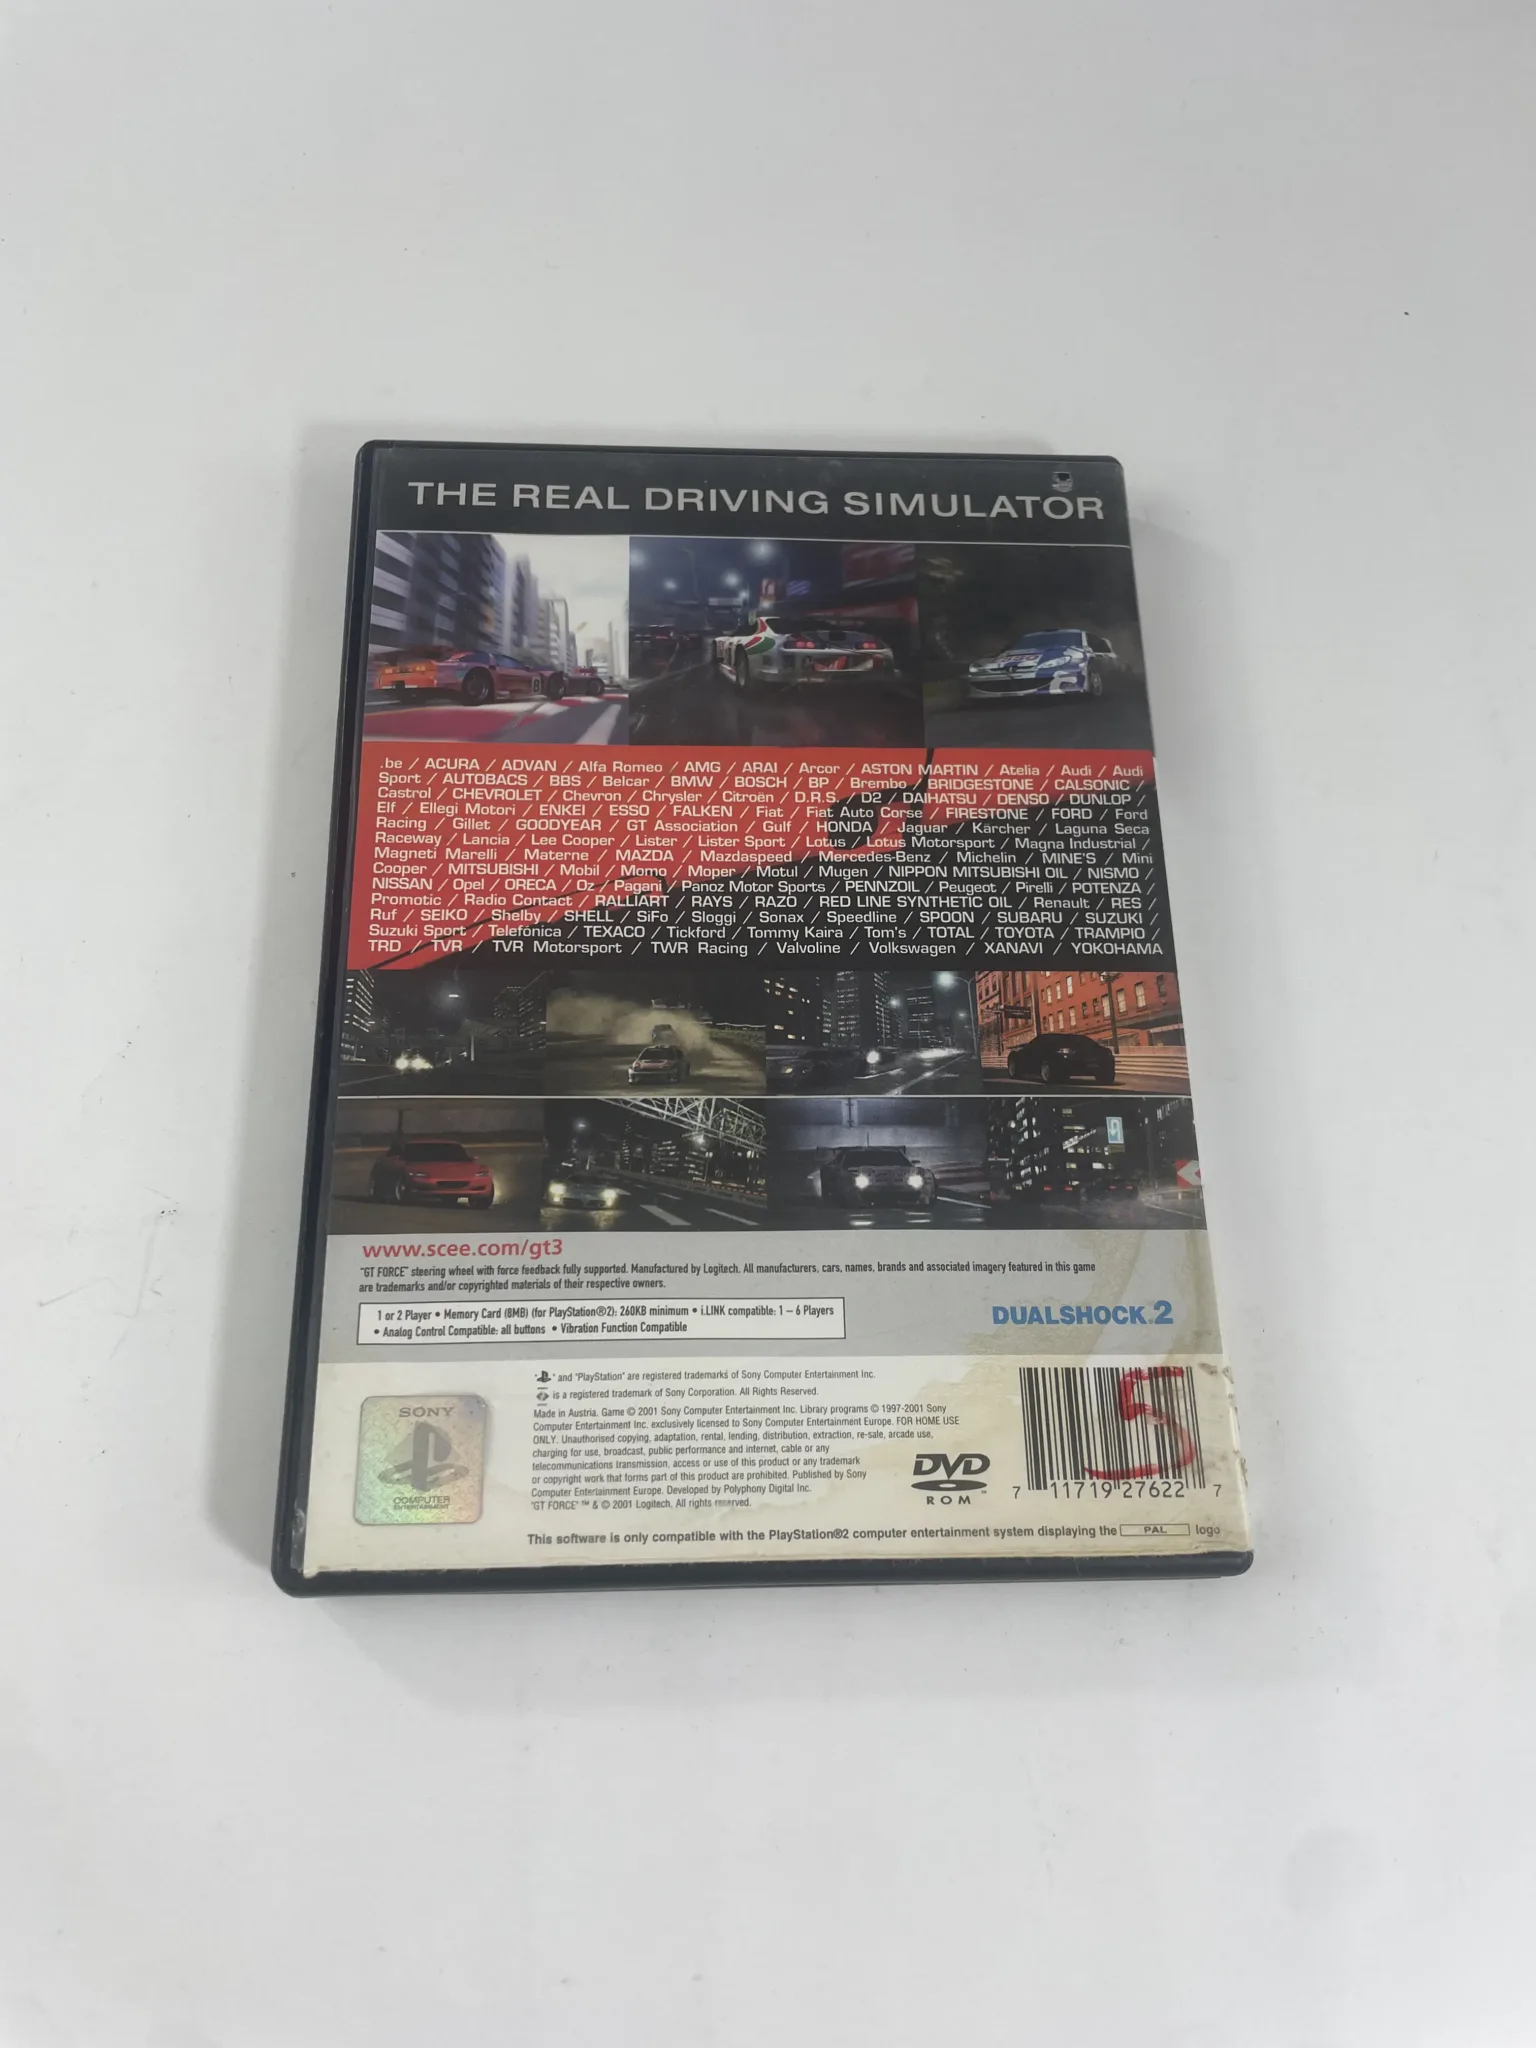 THE REAL DRIVING SIMULATOR
8
.be / ACURA / ADVAN / Alfa Romeo / AMG / ARAI / Arcor / ASTON MARTIN / Atelia / Audi / Audi
Sport / AUTOBACS / BBS / Belcar / BMW / BOSCH / BP / Brembo / BRIDGESTONE / CALSONIC /
Castrol / CHEVROLET / Chevron / Chrysler / Citroën / D.R.S. / D2 / DAIHATSU / DENSO / DUNLOP /
Elf / Ellegi Motori / ENKEI / ESSO / FALKEN / Fiat / Fiat Auto Corse / FIRESTONE / FORD / Ford
Racing / Gillet / GOODYEAR / GT Association / Gulf / HONDA / Jaguar / Kärcher / Laguna Seca
Raceway / Lancia / Lee Cooper / Lister / Lister Sport / Lotus / Lotus Motorsport / Magna Industrial /
Magneti Marelli / Materne / MAZDA / Mazdaspeed / Mercedes-Benz / Michelin / MINE'S / Mini
Cooper / MITSUBISHI / Mobil / Momo / Moper / Motul / Mugen / NIPPON MITSUBISHI OIL / NISMO /
NISSAN / Opel / ORECA / Oz / Pagani / Panoz Motor Sports / PENNZOIL / Peugeot / Pirelli / POTENZA /
Promotic / Radio Contact / RALLIART / RAYS / RAZO / RED LINE SYNTHETIC OIL / Renault / RES /
Ruf / SEIKO / Shelby / SHELL / SiFo / Sloggi / Sonax / Speedline / SPOON / SUBARU / SUZUKI /
Suzuki Sport / Telefónica / TEXACO / Tickford / Tommy Kaira / Tom's / TOTAL / TOYOTA / TRAMPIO /
TRD / TVR / TVR Motorsport / TWR Racing / Valvoline / Volkswagen / XANAVI / YOKOHAMA
www.scee.com/gt3
"GT FORCE" steering wheel with force feedback fully supported. Manufactured by Logitech. All manufacturers, cars, names, brands and associated imagery featured in this game
are trademarks and/or copyrighted materials of their respective owners.
1 or 2 Player • Memory Card (8MB) (for PlayStation®2): 260KB minimum • i.LINK compatible: 1 – 6 Players
• Analog Control Compatible: all buttons • Vibration Function Compatible
DUALSHOCK 2
" " and "PlayStation" are registered trademarks of Sony Computer Entertainment Inc.
is a registered trademark of Sony Corporation. All Rights Reserved.
Made in Austria. Game © 2001 Sony Computer Entertainment Inc. Library programs © 1997-2001 Sony
Computer Entertainment Inc. exclusively licensed to Sony Computer Entertainment Europe. FOR HOME USE
ONLY. Unauthorised copying, adaptation, rental, lending, distribution, extraction, re-sale, arcade use,
charging for use, broadcast, public performance and internet, cable or any
telecommunications transmission, access or use of this product or any trademark
or copyright work that forms part of this product are prohibited. Published by Sony
Computer Entertainment Europe. Developed by Polyphony Digital Inc.
"GT FORCE" ™ & © 2001 Logitech. All rights reserved.
SONY
COMPUTER
ENTERTAINMENT
DVD
ROM
5
7 11719 27622 7
This software is only compatible with the PlayStation®2 computer entertainment system displaying the PAL logo